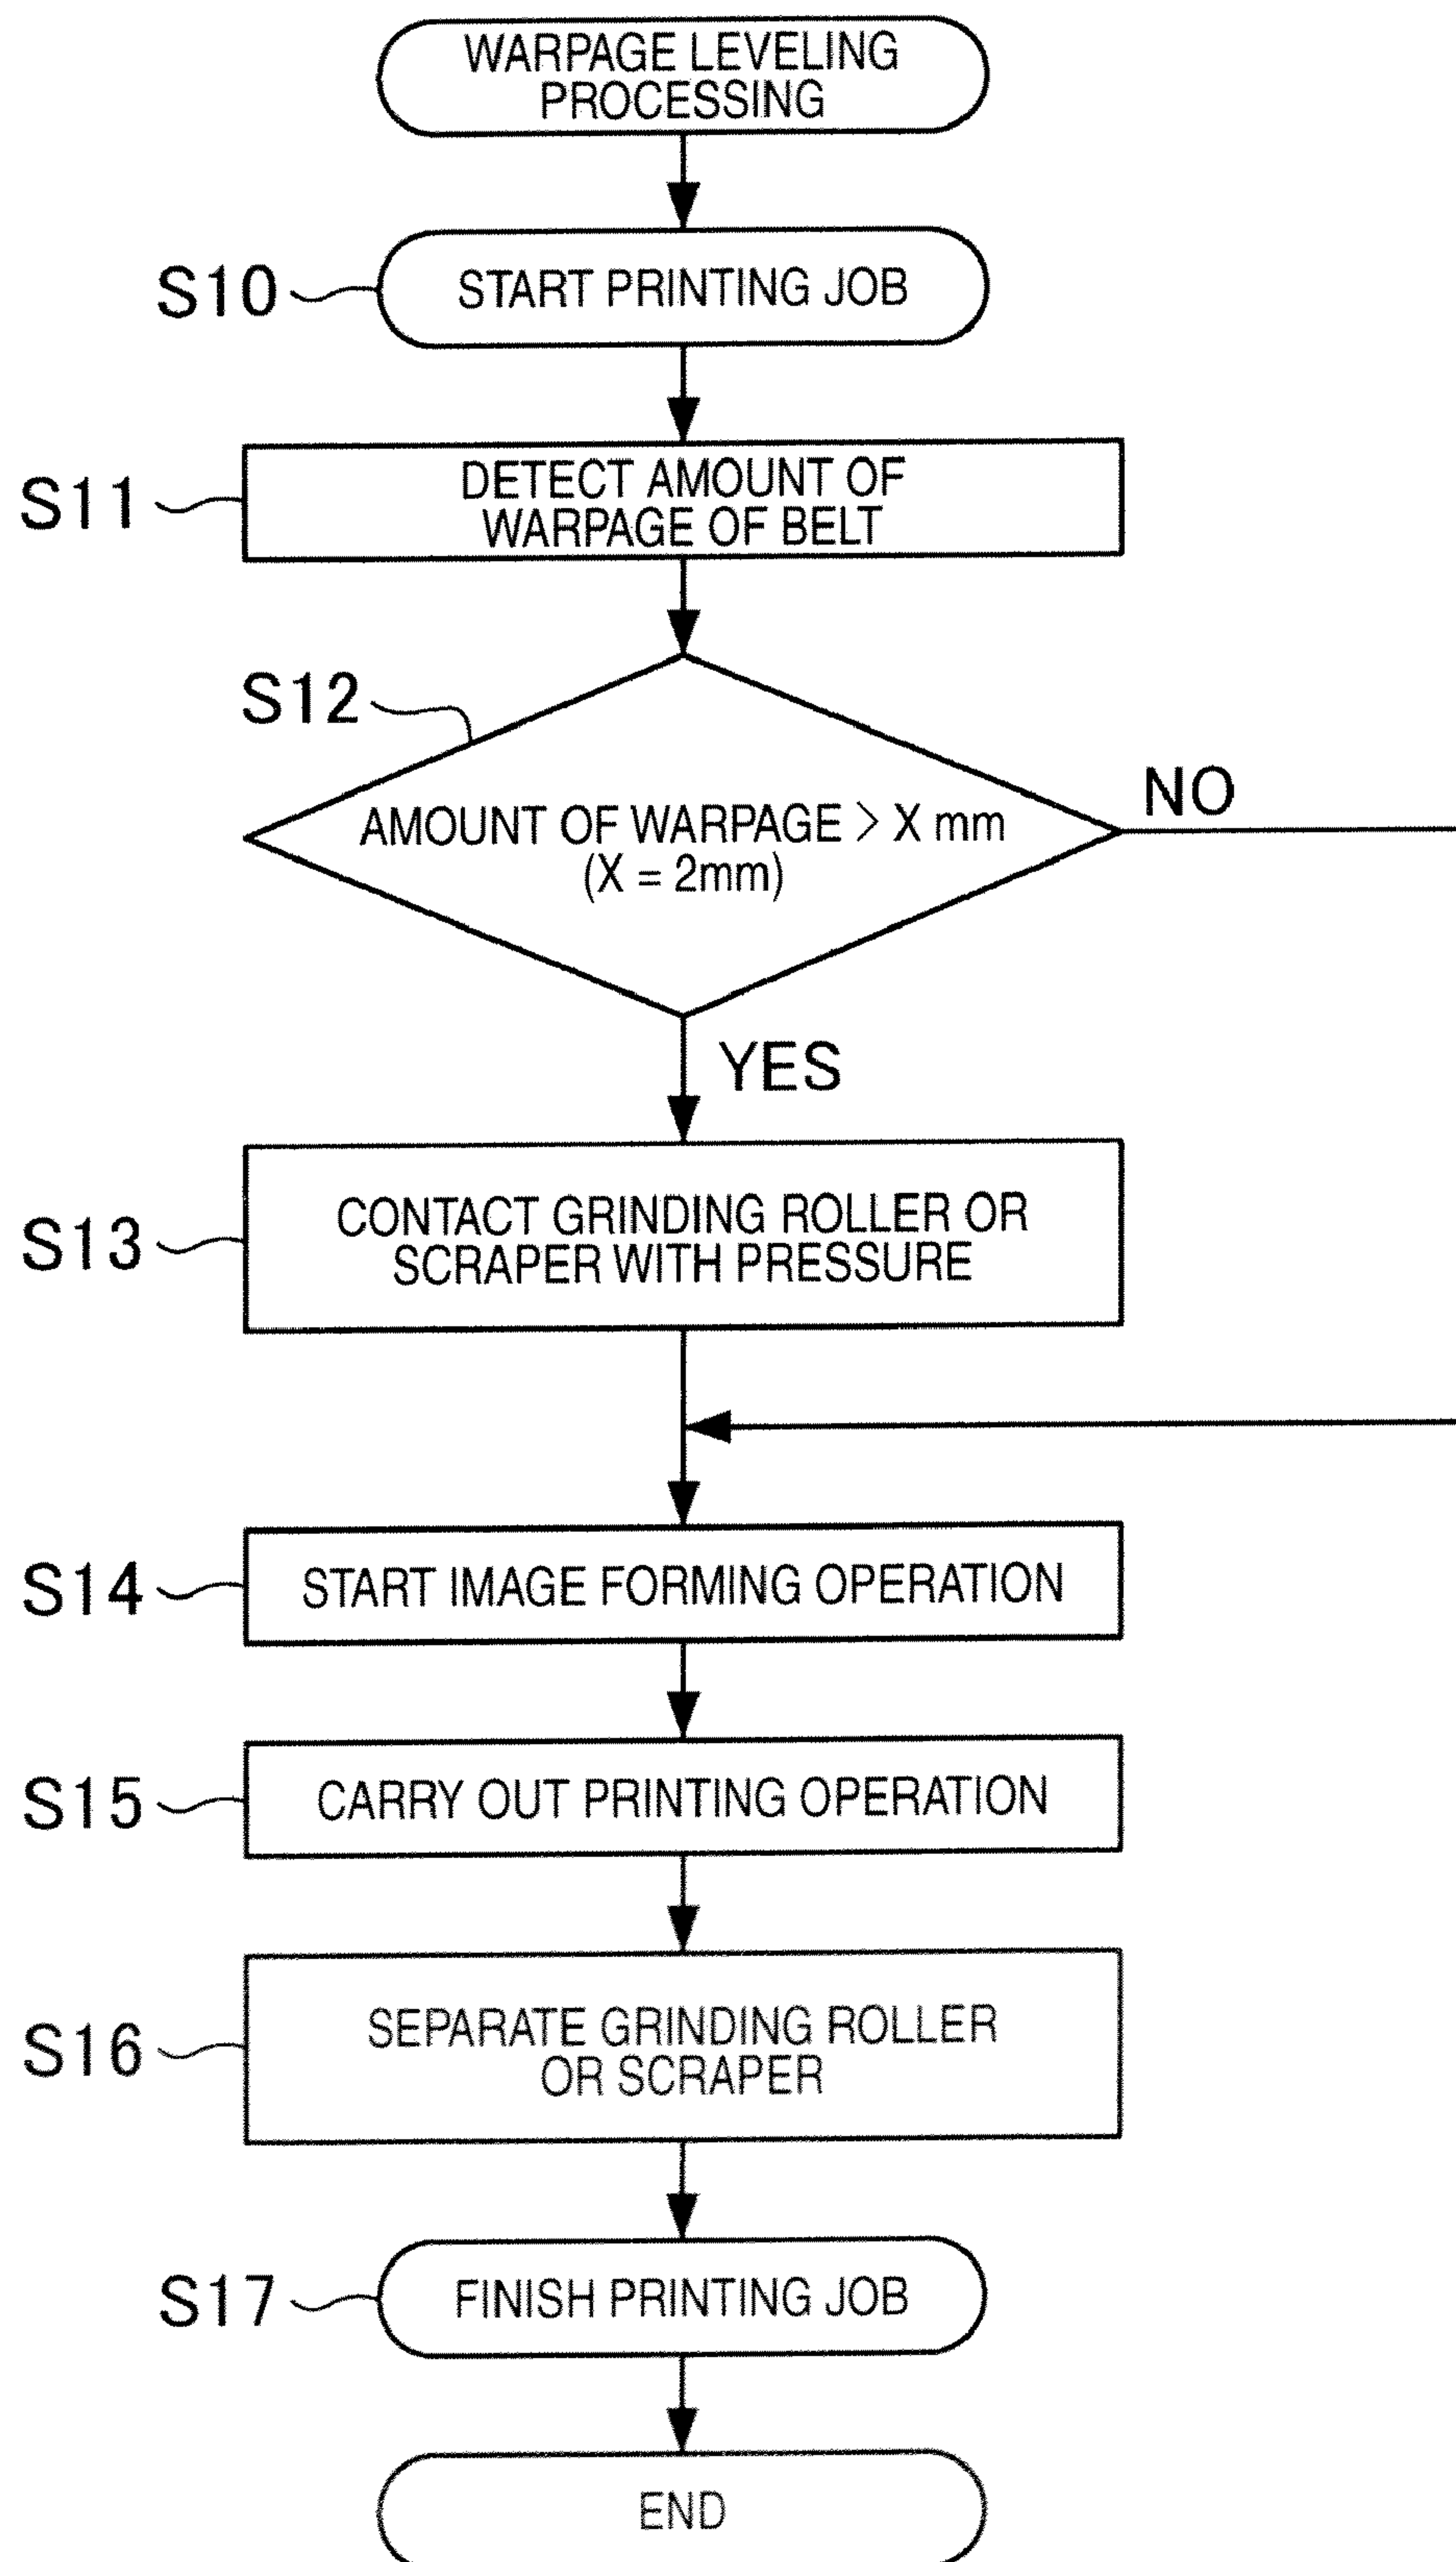 WARPAGE LEVELING
PROCESSING
S10
START PRINTING JOB
S11
DETECT AMOUNT OF
WARPAGE OF BELT
S12
AMOUNT OF WARPAGE > X mm
(X = 2mm)
NO
YES
S13
CONTACT GRINDING ROLLER OR
SCRAPER WITH PRESSURE
S14
START IMAGE FORMING OPERATION
S15
CARRY OUT PRINTING OPERATION
S16
SEPARATE GRINDING ROLLER
OR SCRAPER
S17
FINISH PRINTING JOB
END